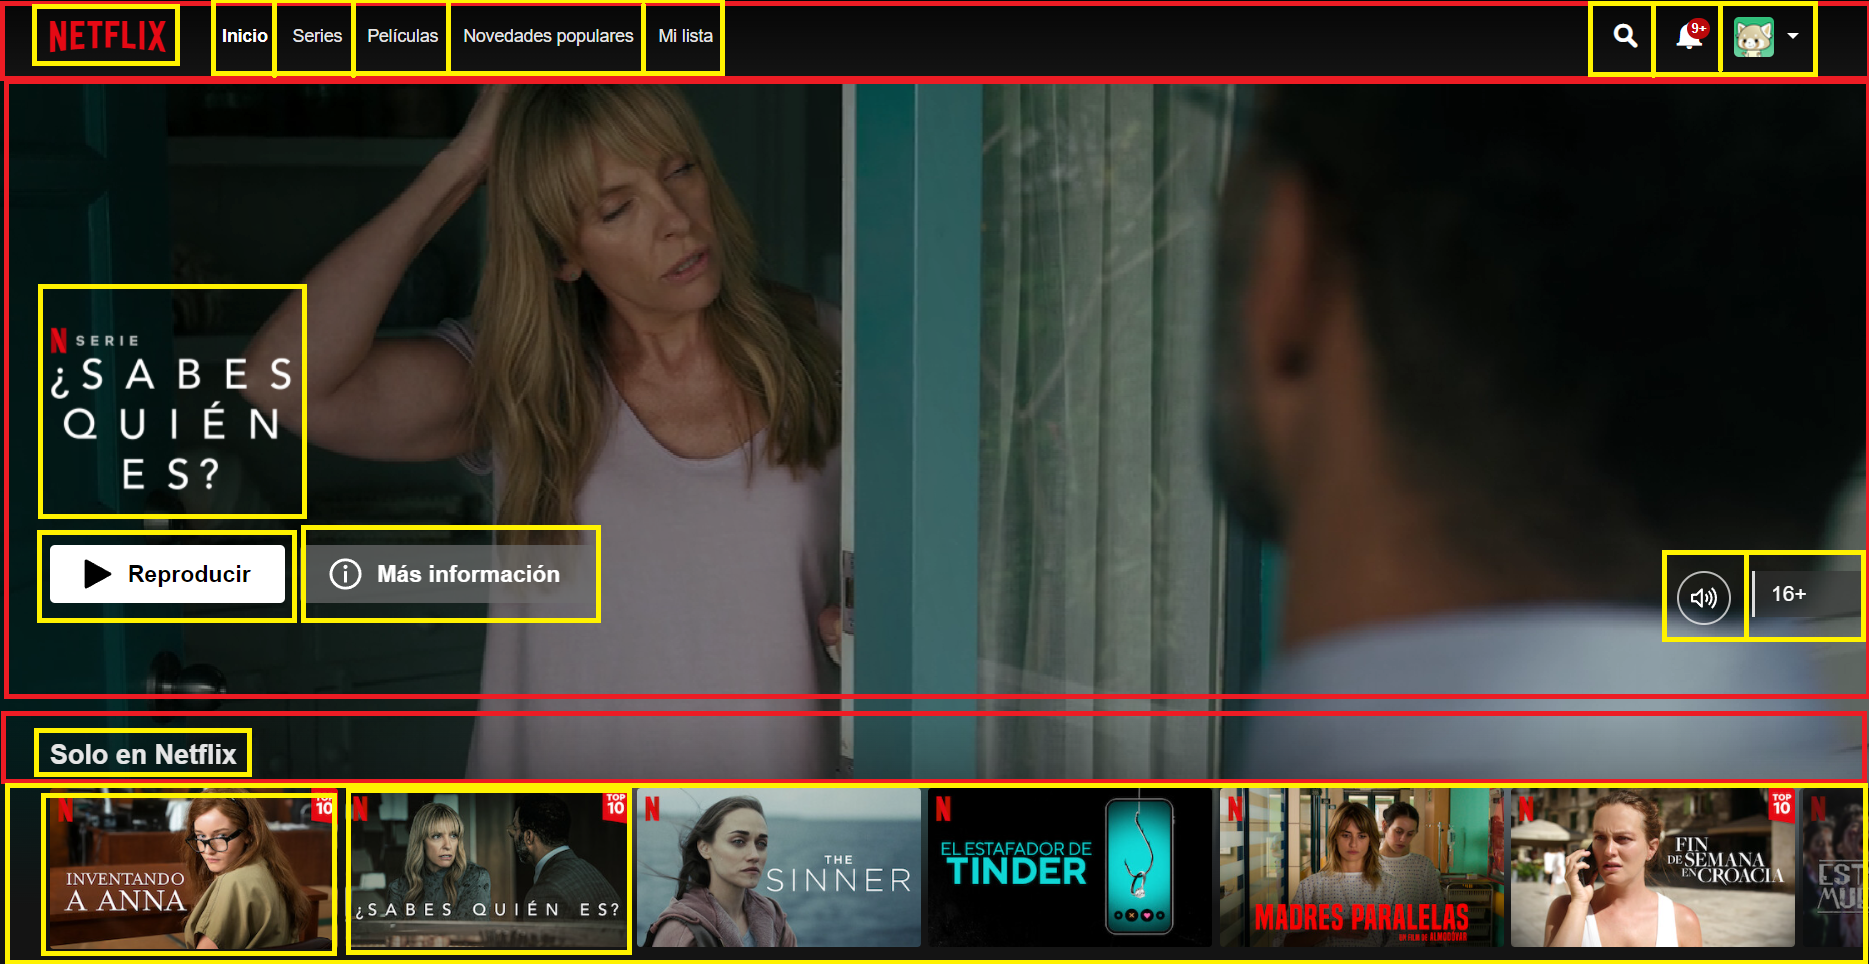 NETFLIX
Inicio
Series
Películas
Novedades populares
Mi lista
9+
N SERIE
¿SABES
QUIÉN
ES?
Reproducir
Más información
16+
Solo en Netflix
N
TOP
10
INVENTANDO
A ANNA
N
TOP
10
¿SABES QUIÉN ES?
N
THE
SINNER
N
EL ESTAFADOR DE
TINDER
N
MADRES PARALELAS
UN FILM DE ALMODÓVAR
N
TOP
10
FIN
DE SEMANA
EN CROACIA
N